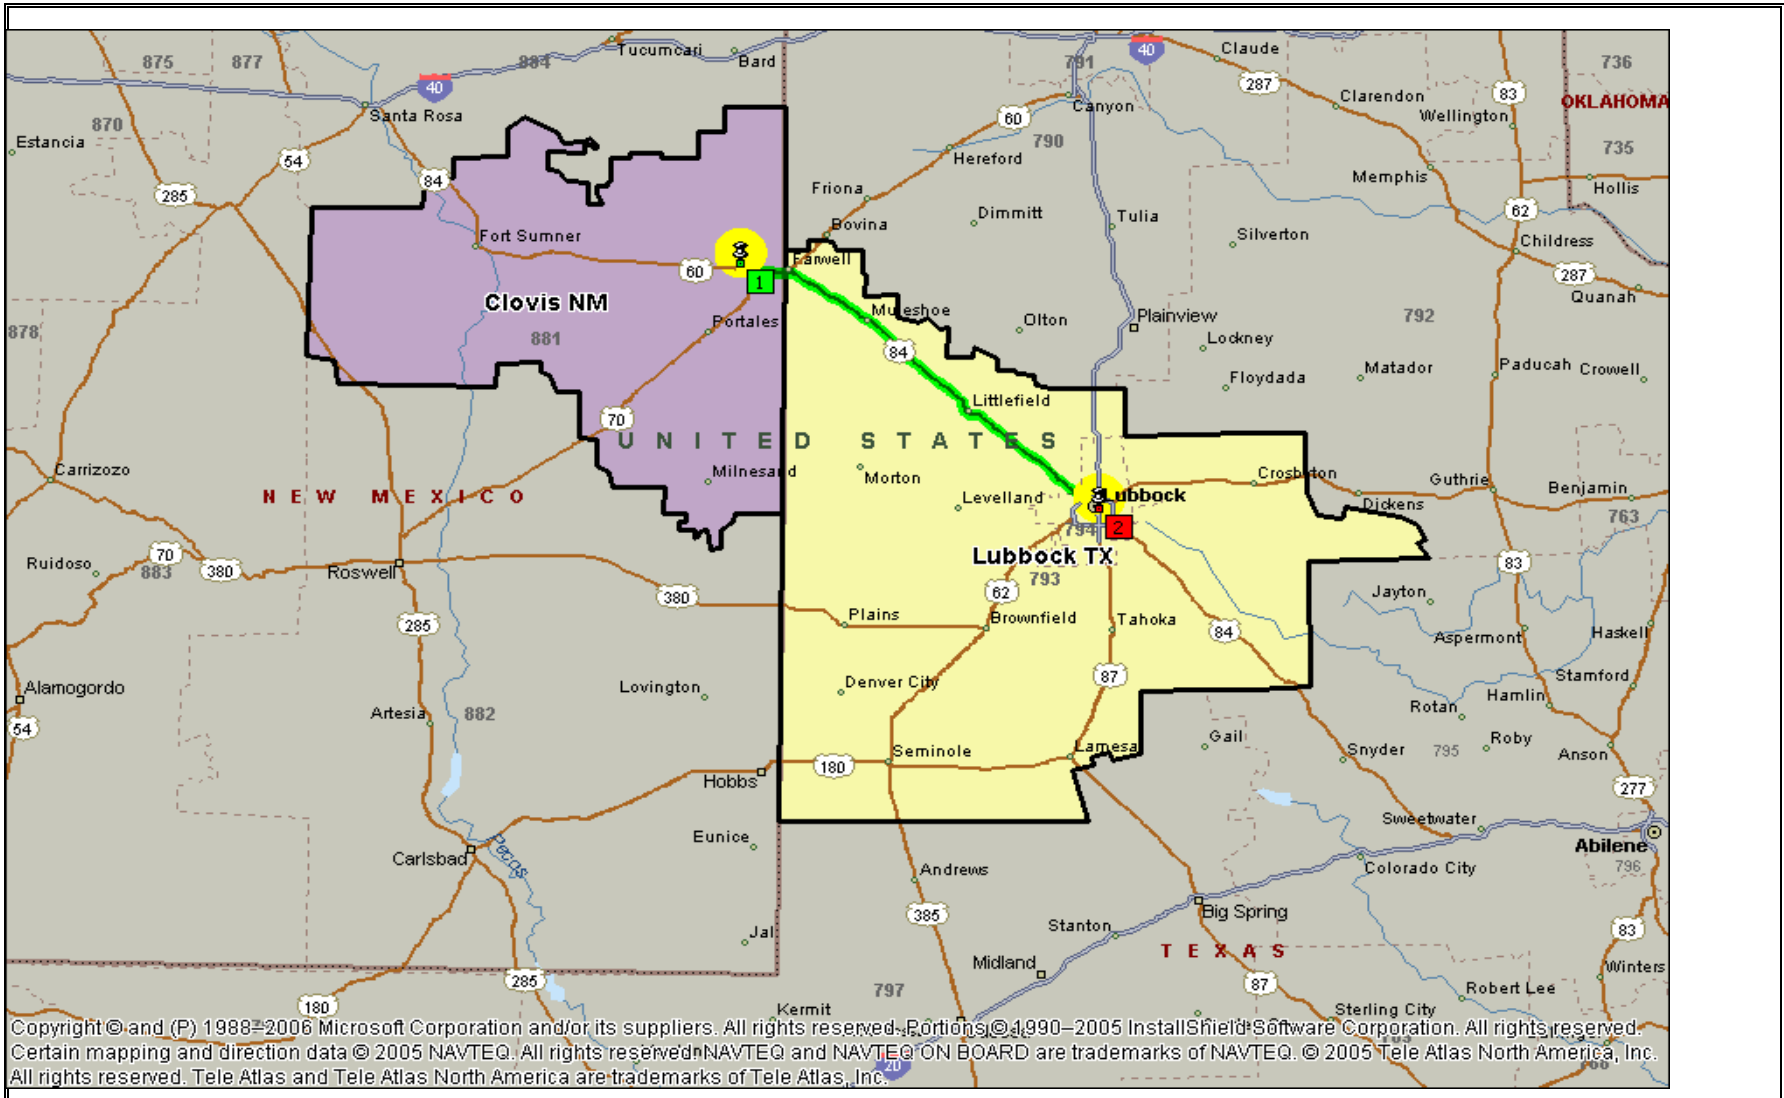 Tucumcari
Bard
40
Claude
875
877
884
791
736
40
287
83
Clarendon
OKLAHOMA
Santa Rosa
Canyon
Wellington
870
60
Estancia
54
790
735
Hereford
84
Memphis
Hollis
285
Friona
62
Dimmitt
Tulia
Bovina
Fort Sumner
Silverton
Childress
60
Farwell
287
1
Quanah
Clovis NM
Muleshoe
Plainview
792
878
Portales
Olton
881
Lockney
84
Matador
Paducah
Crowell
Floydada
Littlefield
70
UNITED STATES
Carrizozo
Milnesand
Morton
Crosbyton
Guthrie
Benjamin
NEW MEXICO
Levelland
Lubbock
Dickens
763
794
2
70
Lubbock TX
Ruidoso
883
380
Roswell
793
83
62
380
Jayton
Plains
Brownfield
Tahoka
285
84
Aspermont
Haskell
87
Stamford
Alamogordo
Lovington
Denver City
Hamlin
Rotan
Artesia
882
54
Gail
Roby
Seminole
Lamesa
Snyder
795
Anson
180
Hobbs
277
Sweetwater
Eunice
Abilene
Carlsbad
Pecos
Andrews
Colorado City
796
385
Big Spring
Stanton
83
Jal
TEXAS
Midland
Winters
285
87
797
Robert Lee
180
Kermit
Sterling City
Copyright © and (P) 1988–2006 Microsoft Corporation and/or its suppliers. All rights reserved. Portions © 1990–2005 InstallShield Software Corporation. All rights reserved.
Certain mapping and direction data © 2005 NAVTEQ. All rights reserved. NAVTEQ and NAVTEQ ON BOARD are trademarks of NAVTEQ. © 2005 Tele Atlas North America, Inc.
All rights reserved. Tele Atlas and Tele Atlas North America are trademarks of Tele Atlas, Inc.
20